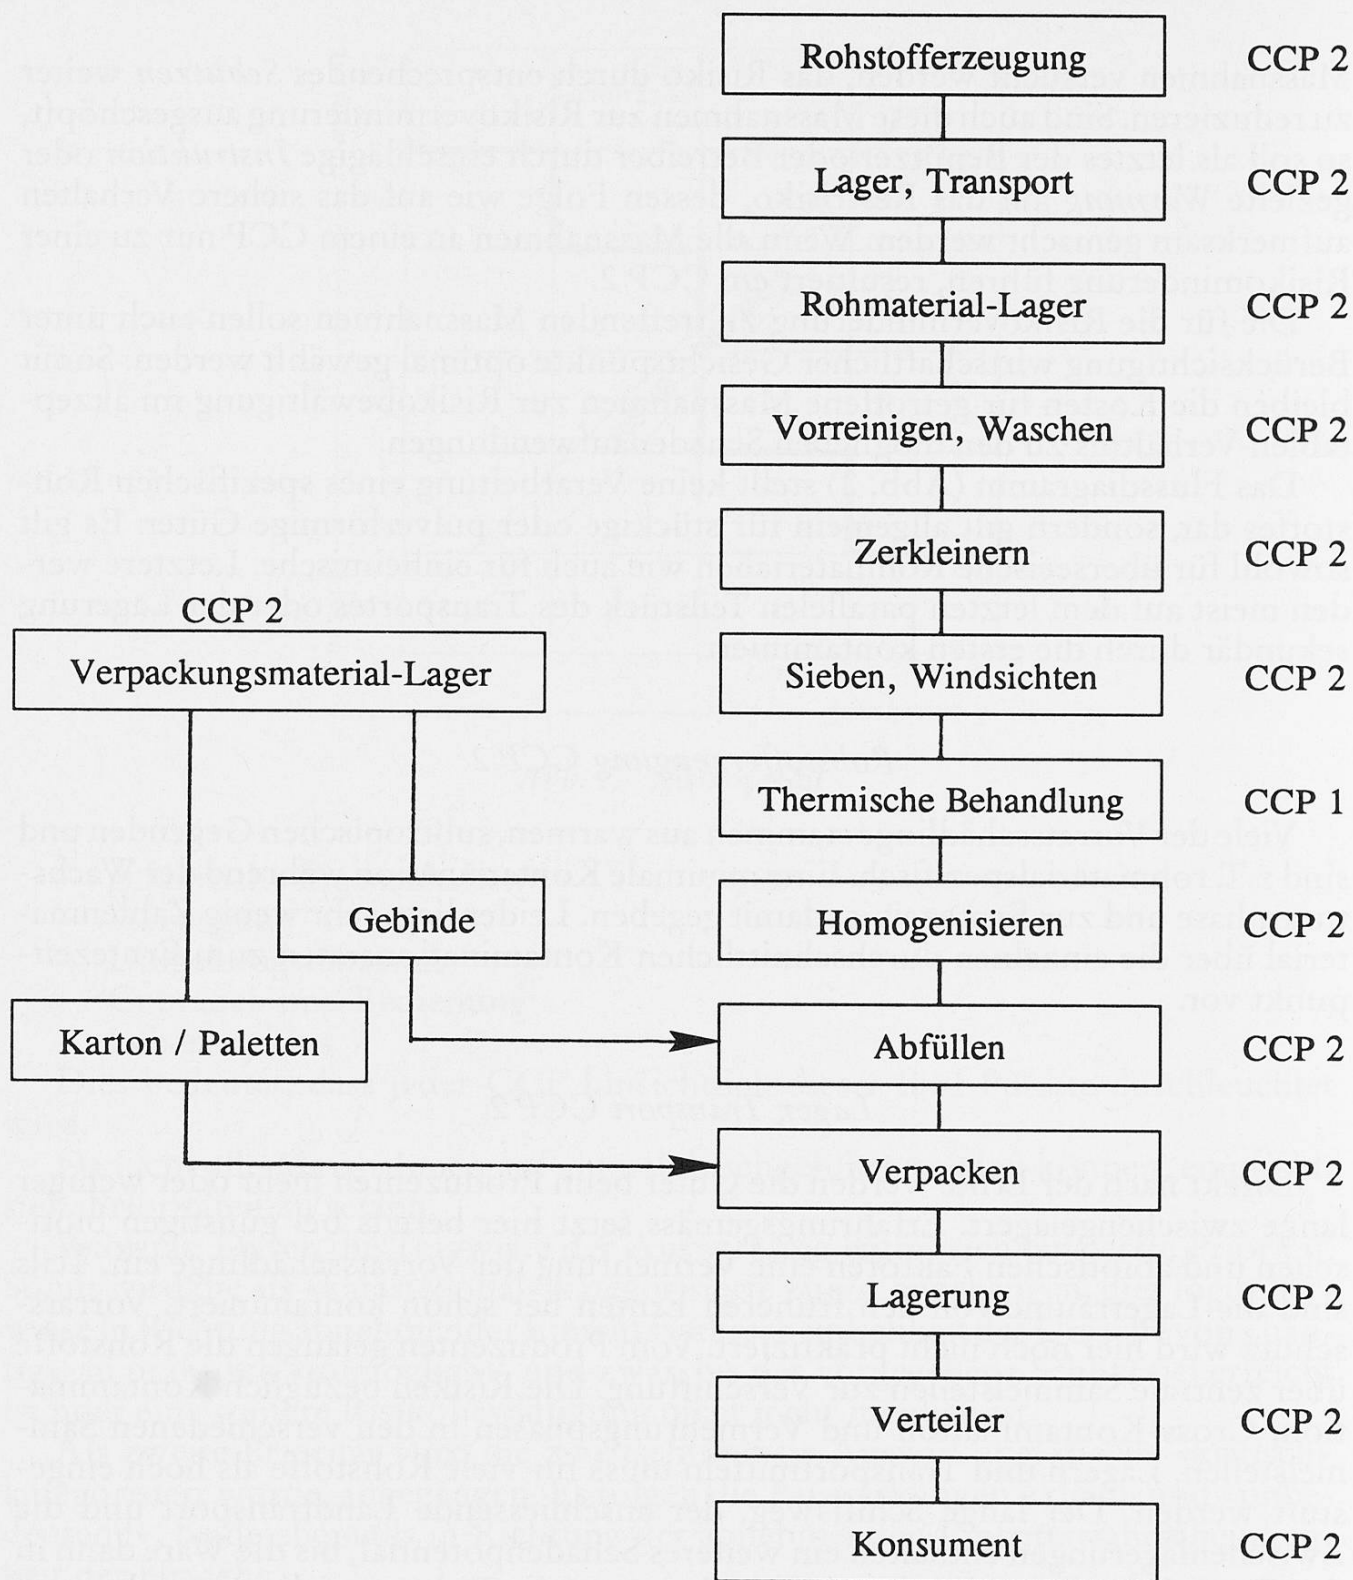 Rohstofferzeugung CCP 2
Lager, Transport CCP 2
Rohmaterial-Lager CCP 2
Vorreinigen, Waschen CCP 2
Zerkleinern CCP 2
CCP 2
Verpackungsmaterial-Lager
Sieben, Windsichten CCP 2
Thermische Behandlung CCP 1
Gebinde
Homogenisieren CCP 2
Karton / Paletten
Abfüllen CCP 2
Verpacken CCP 2
Lagerung CCP 2
Verteiler CCP 2
Konsument CCP 2